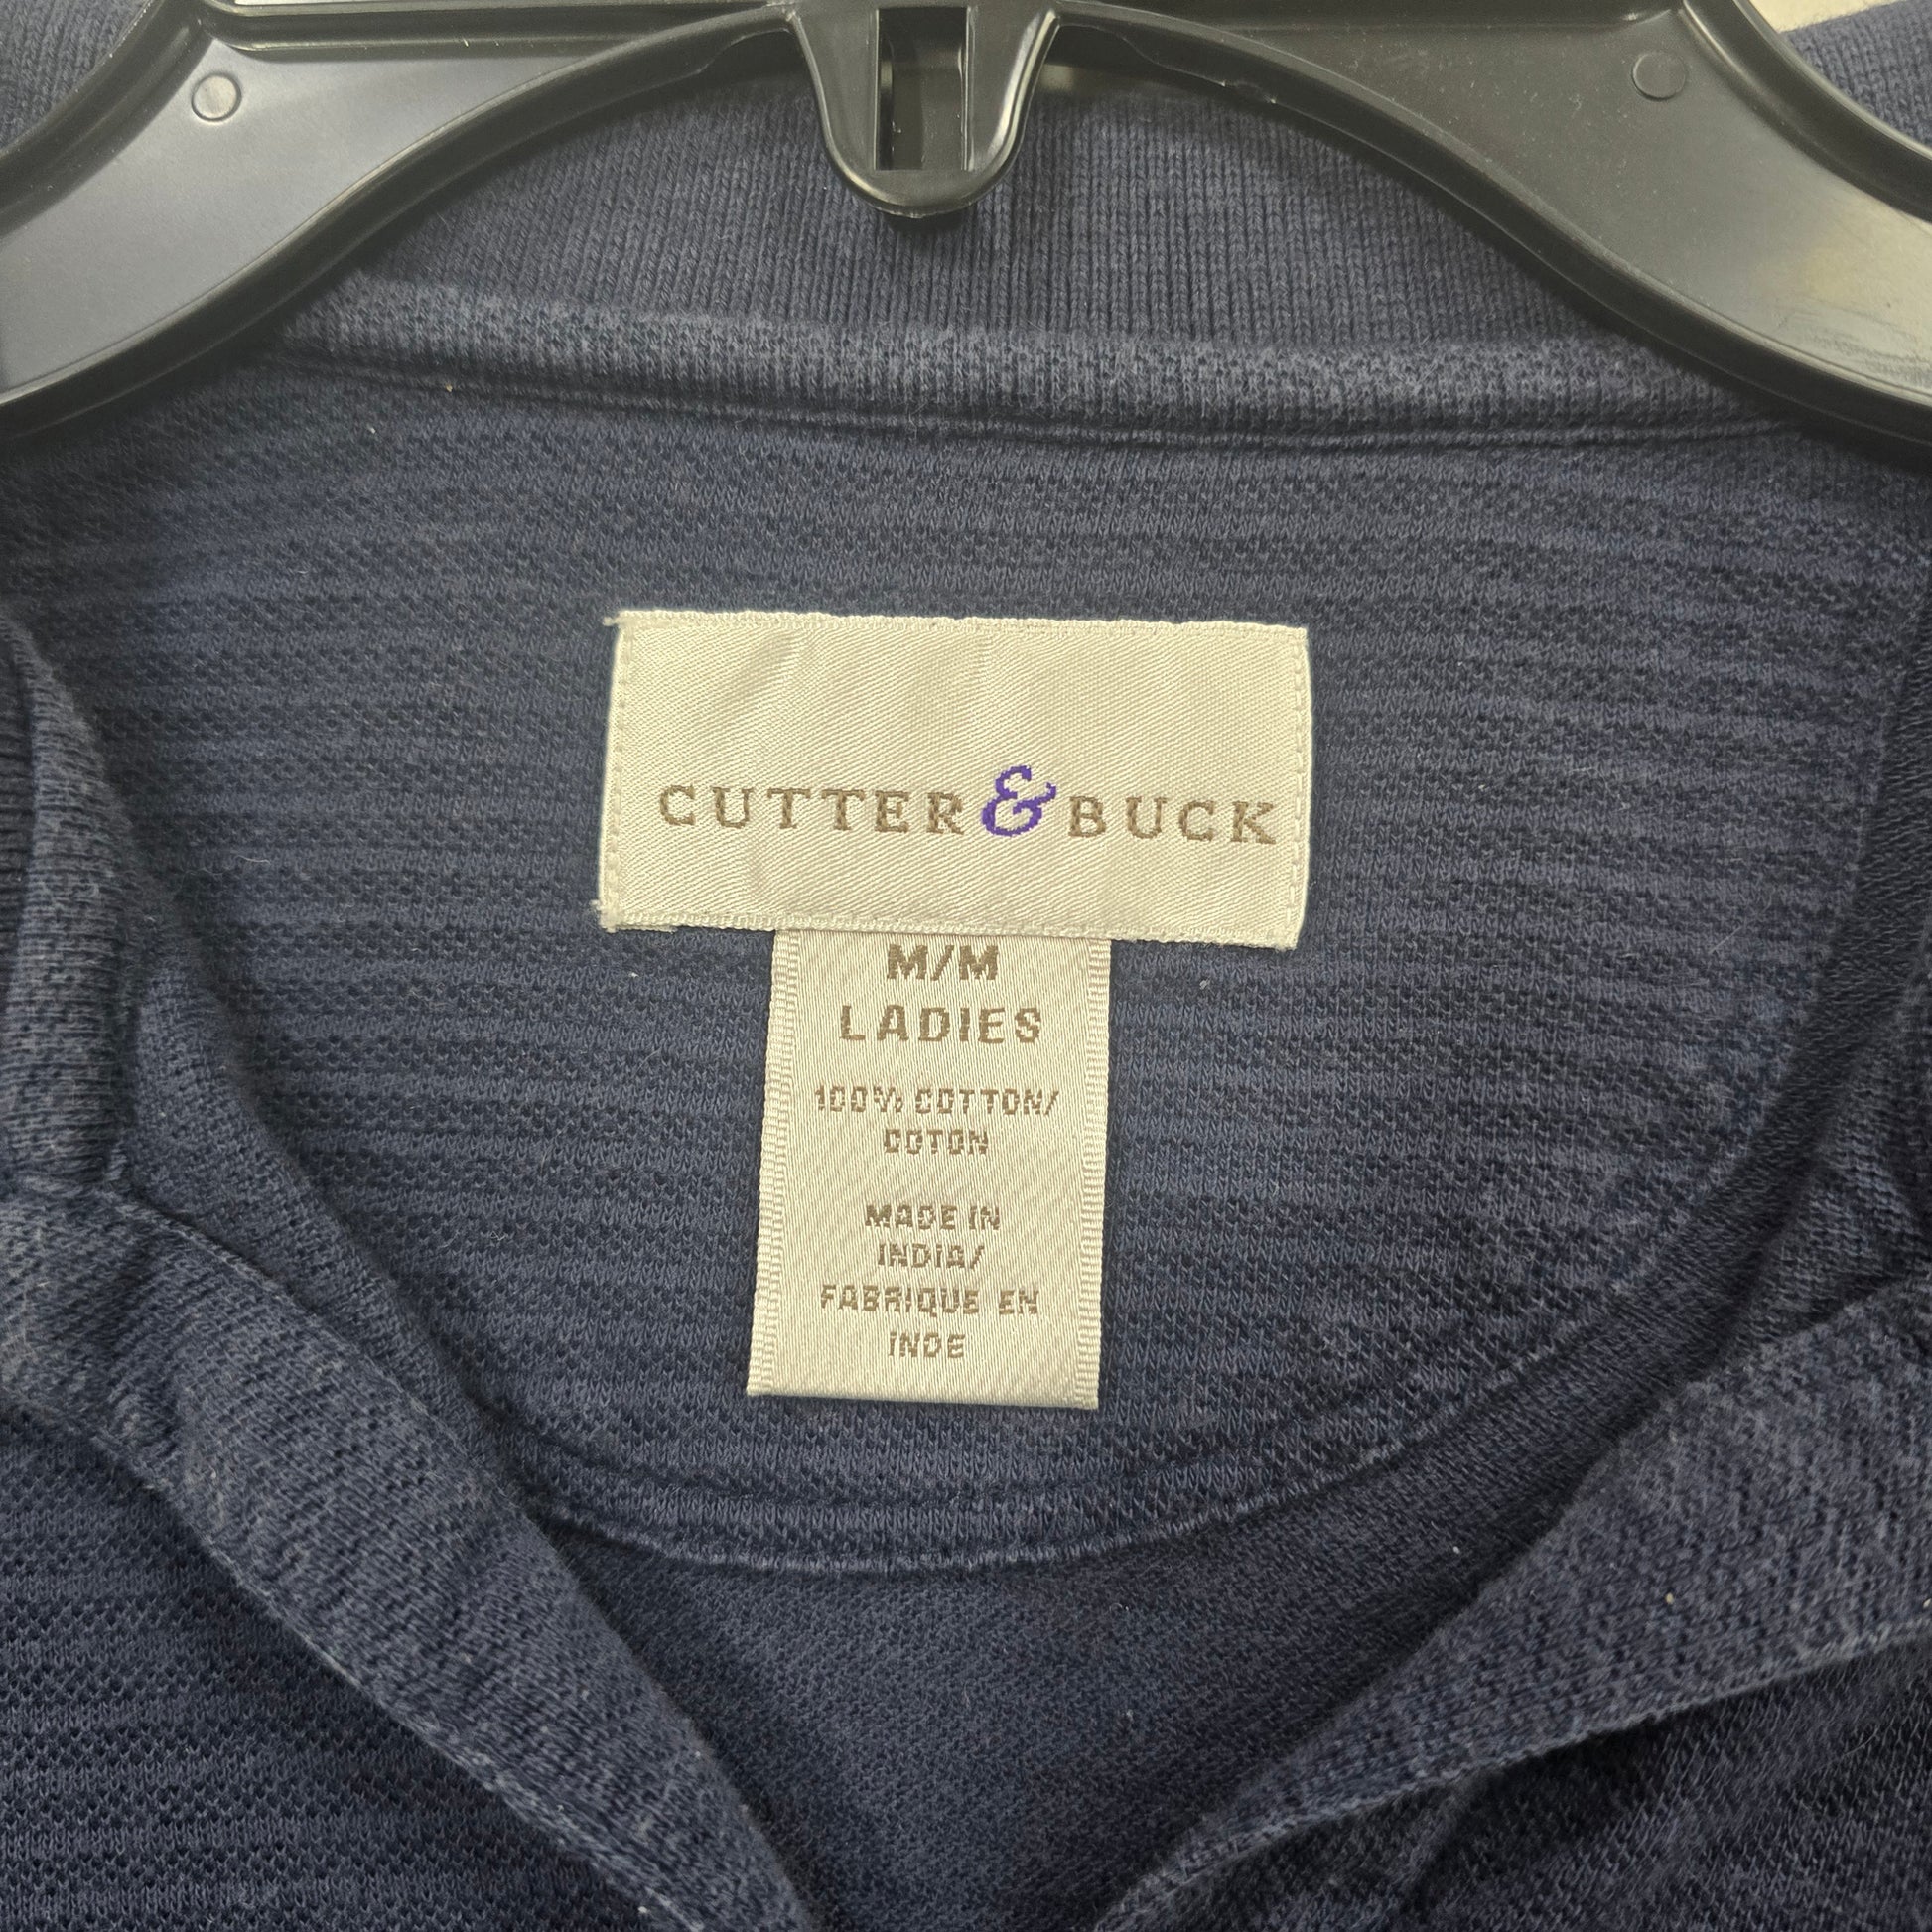 CUTTER & BUCK
M/M
LADIES
100% COTTON/
COTON
MADE IN
INDIA/
FABRIQUE EN
INDE